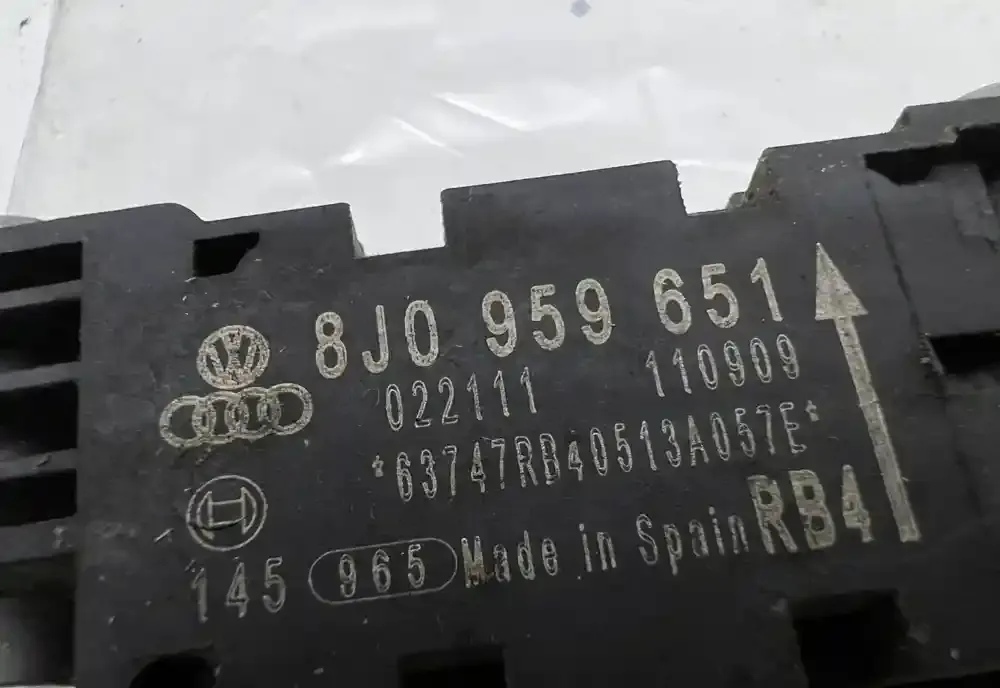 8J0 959 651
022111 110909
*63747RB40513A057E*
145 965 Made in Spain RB4